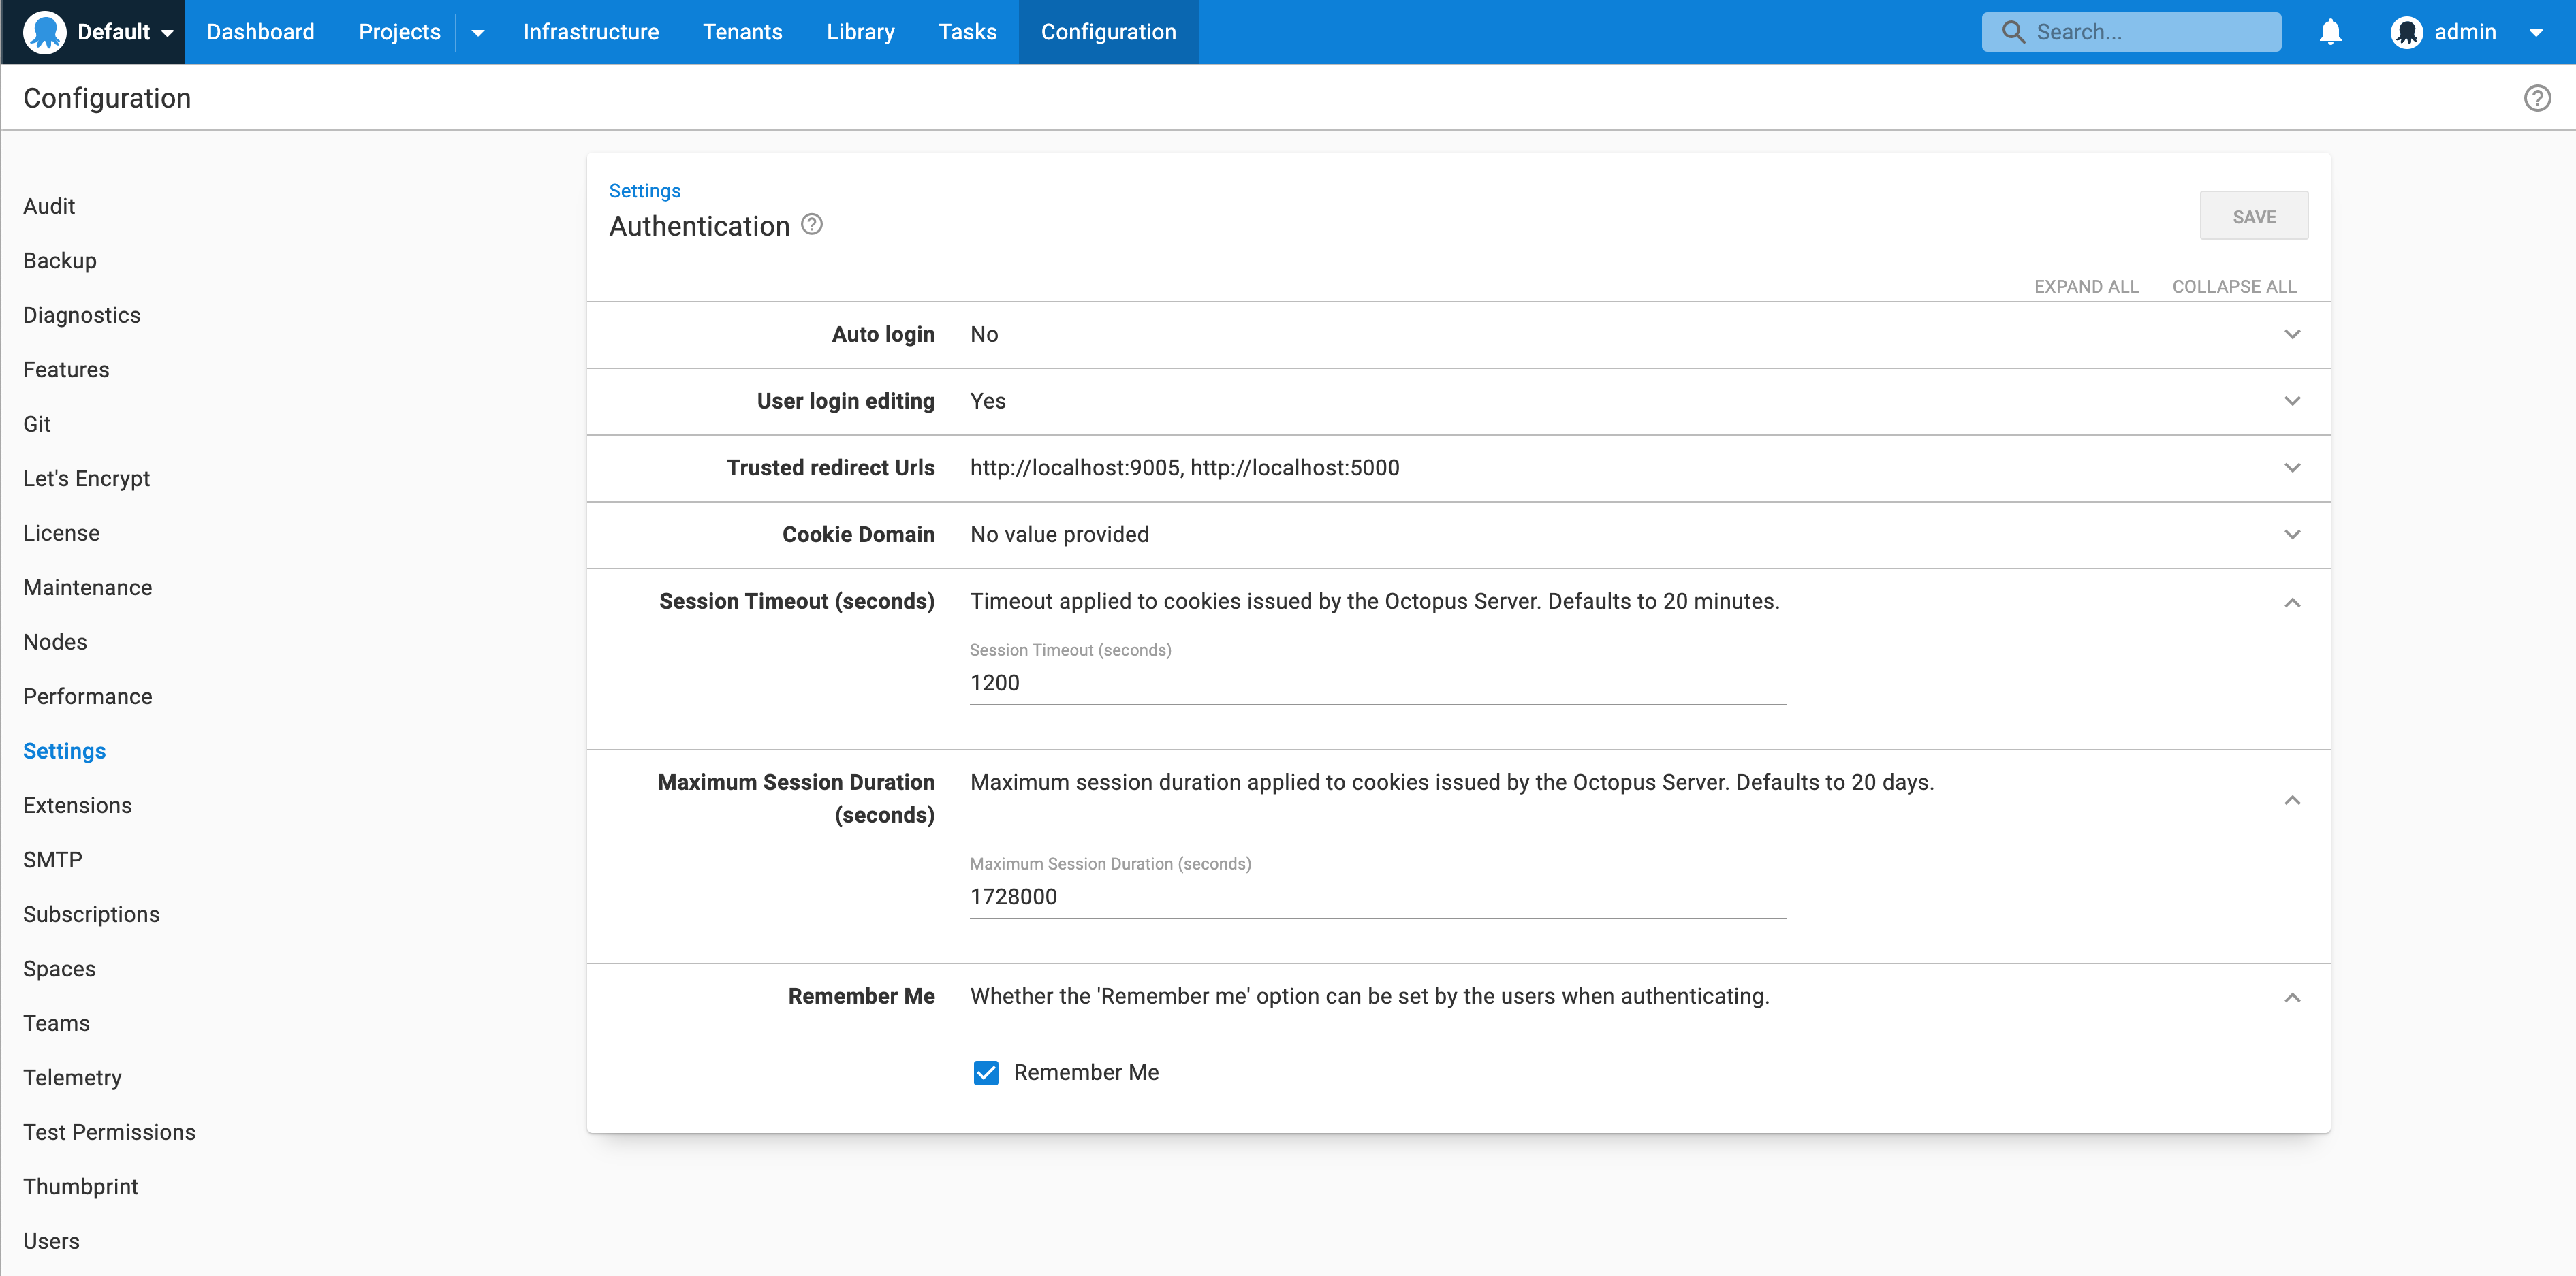 Default Dashboard Projects Infrastructure Tenants Library Tasks Configuration Search... admin
Configuration
Audit
Backup
Diagnostics
Features
Git
Let's Encrypt
License
Maintenance
Nodes
Performance
Settings
Extensions
SMTP
Subscriptions
Spaces
Teams
Telemetry
Test Permissions
Thumbprint
Users
Settings
Authentication
SAVE
EXPAND ALL COLLAPSE ALL
Auto login No
User login editing Yes
Trusted redirect Urls http://localhost:9005, http://localhost:5000
Cookie Domain No value provided
Session Timeout (seconds) Timeout applied to cookies issued by the Octopus Server. Defaults to 20 minutes.
Session Timeout (seconds)
1200
Maximum Session Duration (seconds) Maximum session duration applied to cookies issued by the Octopus Server. Defaults to 20 days.
Maximum Session Duration (seconds)
1728000
Remember Me Whether the 'Remember me' option can be set by the users when authenticating.
Remember Me